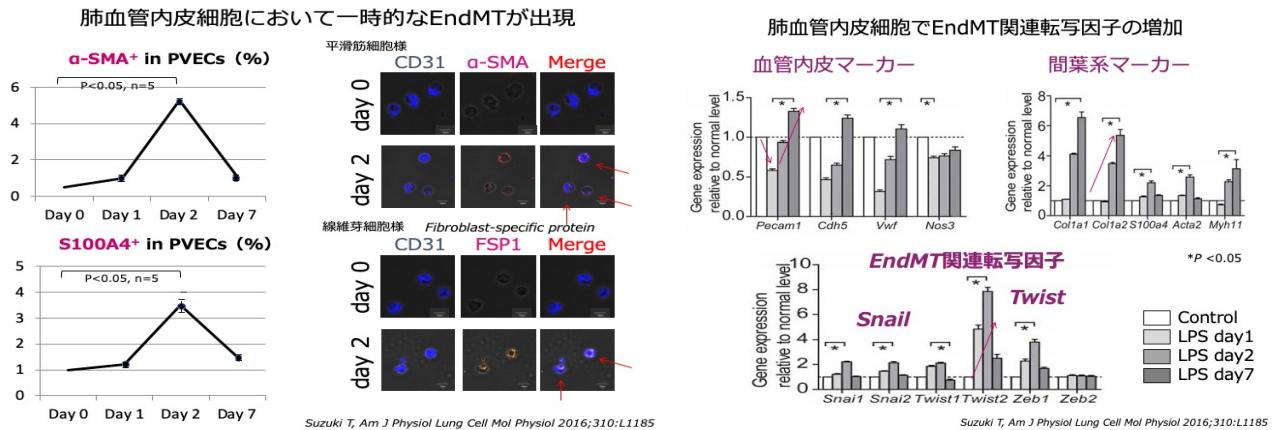 肺血管内皮細胞において一時的なEndMTが出現
α-SMA⁺ in PVECs（%）
P<0.05, n=5
6
4
2
0
Day 0 Day 1 Day 2 Day 7
S100A4⁺ in PVECs（%）
P<0.05, n=5
5
4
3
2
1
0
Day 0 Day 1 Day 2 Day 7
平滑筋細胞様
CD31 α-SMA Merge
day 0
day 2
線維芽細胞様 Fibroblast-specific protein
CD31 FSP1 Merge
day 0
day 2
Suzuki T, Am J Physiol Lung Cell Mol Physiol 2016;310:L1185
肺血管内皮細胞でEndMT関連転写因子の増加
血管内皮マーカー
Gene expression
relative to normal level
1.5
1.0
0.5
0.0
* * * *
Pecam1 Cdh5 Vwf Nos3
間葉系マーカー
Gene expression
relative to normal level
8
6
4
2
0
* * * * *
Col1a1 Col1a2 S100a4 Acta2 Myh11
*P <0.05
EndMT関連転写因子
Gene expression
relative to normal level
10
8
6
4
2
0
Snail
Twist
* * * * *
Snai1 Snai2 Twist1 Twist2 Zeb1 Zeb2
Control
LPS day1
LPS day2
LPS day7
Suzuki T, Am J Physiol Lung Cell Mol Physiol 2016;310:L1185